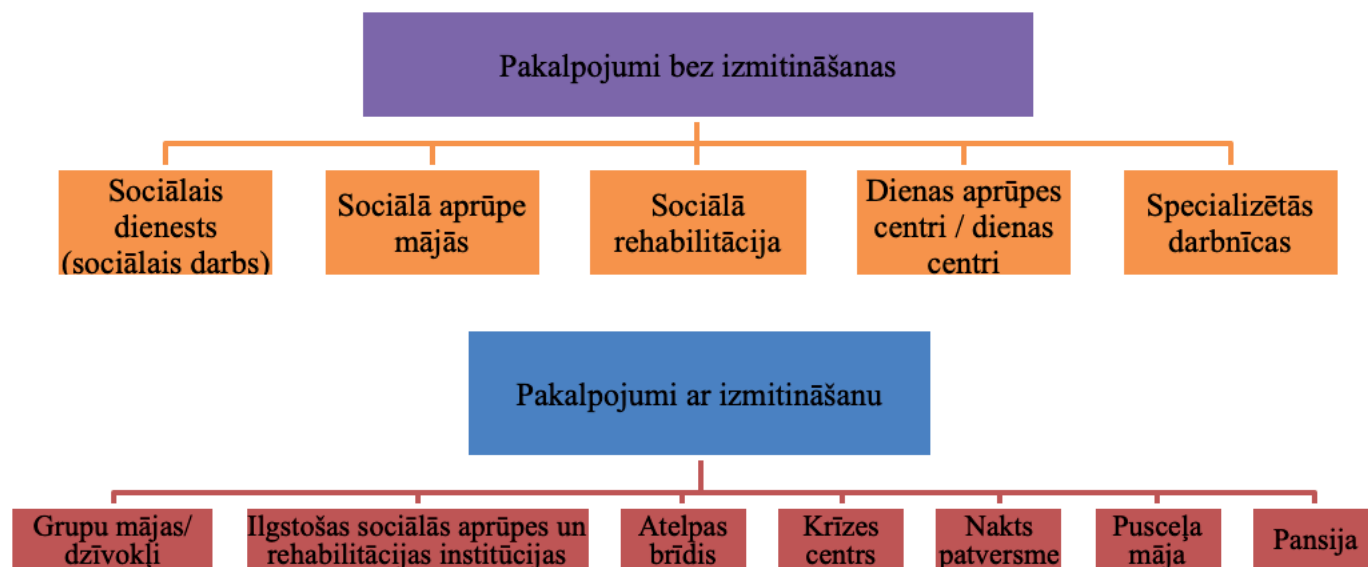 Pakalpojumi bez izmitināšanas
Sociālais
dienests
(sociālais darbs)
Sociālā aprūpe
mājās
Sociālā
rehabilitācija
Dienas aprūpes
centri / dienas
centri
Specializētās
darbnīcas
Pakalpojumi ar izmitināšanu
Grupu mājas/
dzīvokļi
Ilgstošas sociālās aprūpes un
rehabilitācijas institūcijas
Atelpas
brīdis
Krīzes
centrs
Nakts
patversme
Pusceļa
māja
Pansija